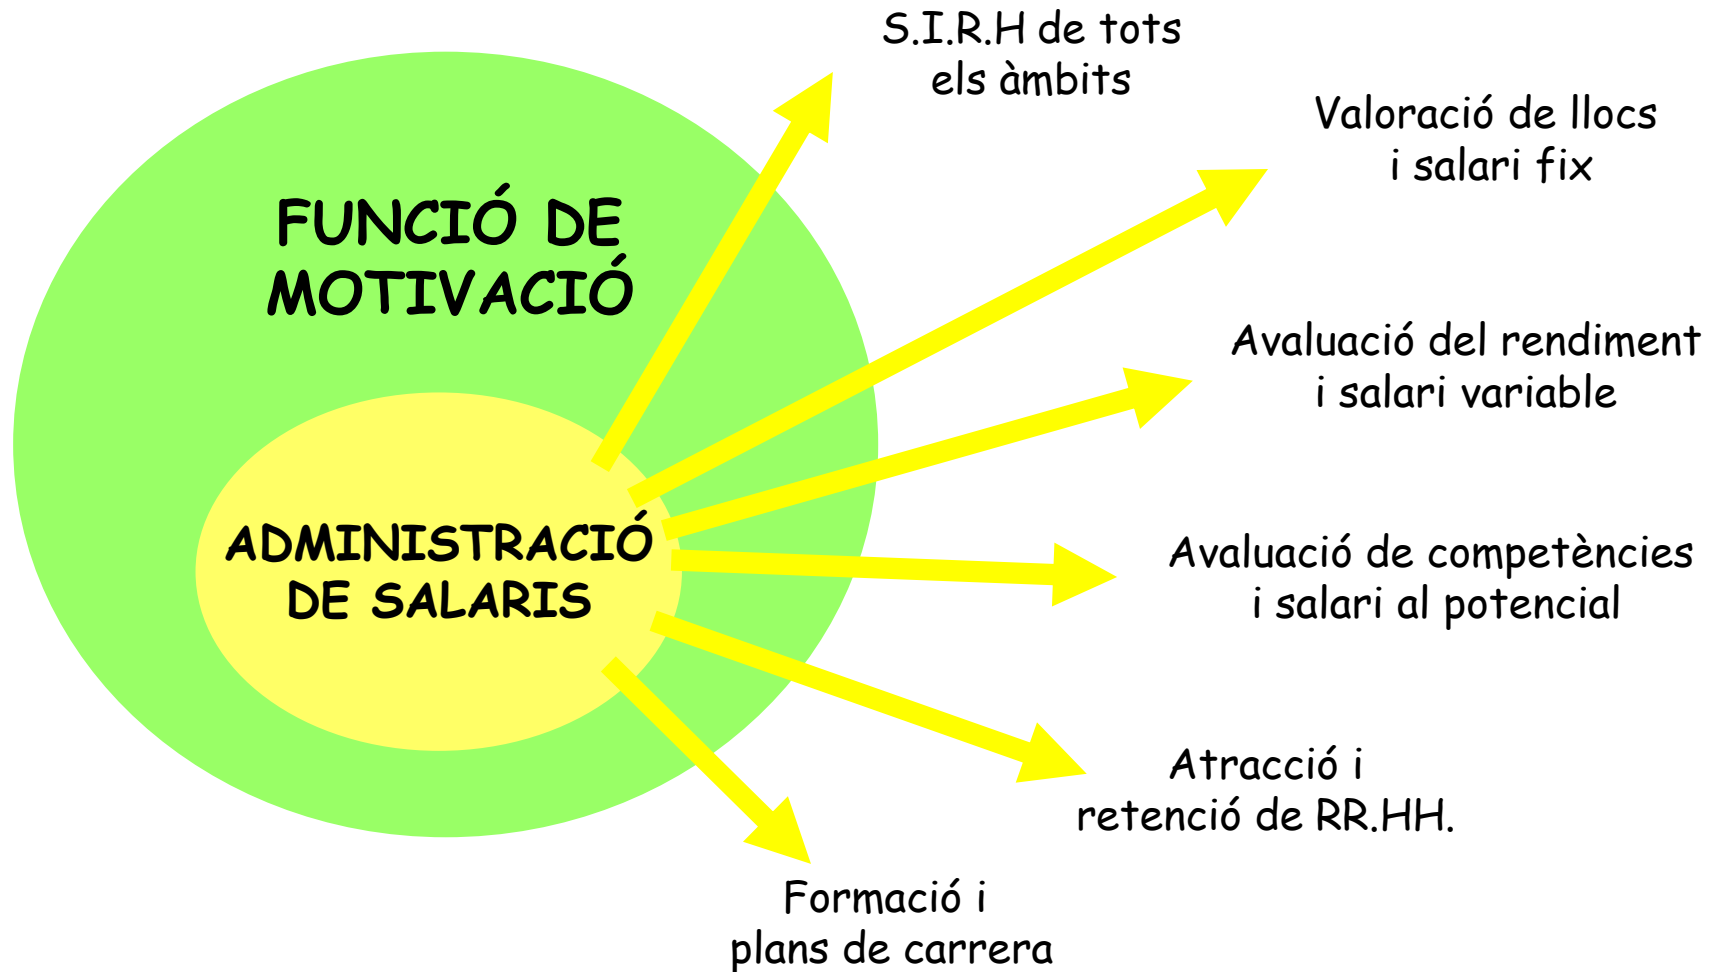 S.I.R.H de tots
els àmbits
Valoració de llocs
i salari fix
FUNCIÓ DE
MOTIVACIÓ
Avaluació del rendiment
i salari variable
ADMINISTRACIÓ
DE SALARIS
Avaluació de competències
i salari al potencial
Atracció i
retenció de RR.HH.
Formació i
plans de carrera